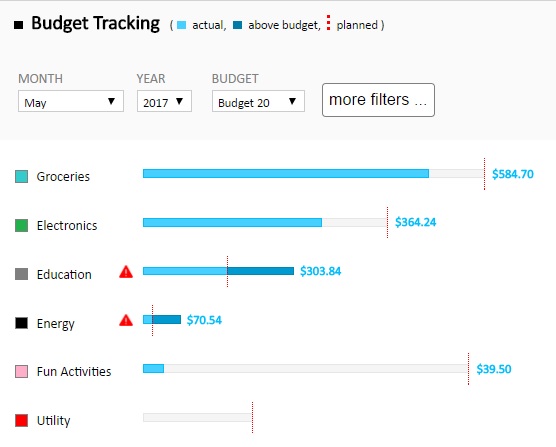 Budget Tracking ( actual, above budget, planned )
MONTH YEAR BUDGET
May 2017 Budget 20 more filters ...
Groceries $584.70
Electronics $364.24
Education $303.84
Energy $70.54
Fun Activities $39.50
Utility